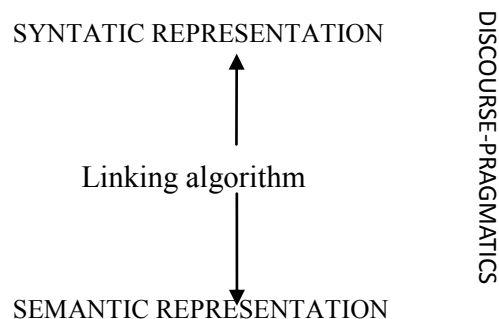 SYNTATIC REPRESENTATION
Linking algorithm
SEMANTIC REPRESENTATION
DISCOURSE-PRAGMATICS